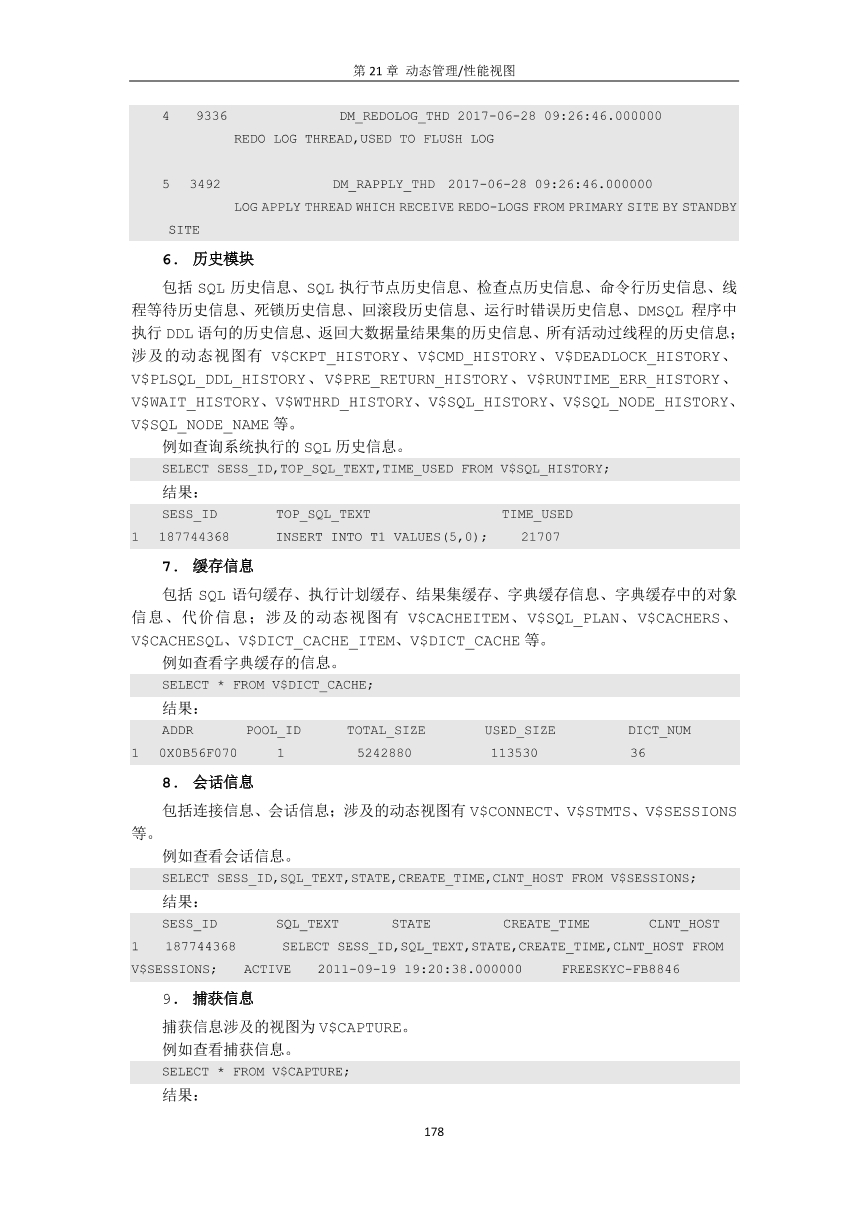 第 21 章 动态管理/性能视图
4 9336 DM_REDOLOG_THD 2017-06-28 09:26:46.000000
REDO LOG THREAD,USED TO FLUSH LOG
5 3492 DM_RAPPLY_THD 2017-06-28 09:26:46.000000
LOG APPLY THREAD WHICH RECEIVE REDO-LOGS FROM PRIMARY SITE BY STANDBY
SITE
6. 历史模块
包括 SQL 历史信息、SQL 执行节点历史信息、检查点历史信息、命令行历史信息、线
程等待历史信息、死锁历史信息、回滚段历史信息、运行时错误历史信息、DMSQL 程序中
执行 DDL 语句的历史信息、返回大数据量结果集的历史信息、所有活动过线程的历史信息;
涉及的动态视图有 V$CKPT_HISTORY、V$CMD_HISTORY、V$DEADLOCK_HISTORY、
V$PLSQL_DDL_HISTORY、V$PRE_RETURN_HISTORY、V$RUNTIME_ERR_HISTORY、
V$WAIT_HISTORY、V$WTHRD_HISTORY、V$SQL_HISTORY、V$SQL_NODE_HISTORY、
V$SQL_NODE_NAME 等。
例如查询系统执行的 SQL 历史信息。
SELECT SESS_ID,TOP_SQL_TEXT,TIME_USED FROM V$SQL_HISTORY;
结果:
SESS_ID TOP_SQL_TEXT TIME_USED
1 187744368 INSERT INTO T1 VALUES(5,0); 21707
7. 缓存信息
包括 SQL 语句缓存、执行计划缓存、结果集缓存、字典缓存信息、字典缓存中的对象
信息、代价信息;涉及的动态视图有 V$CACHEITEM、V$SQL_PLAN、V$CACHERS、
V$CACHESQL、V$DICT_CACHE_ITEM、V$DICT_CACHE 等。
例如查看字典缓存的信息。
SELECT * FROM V$DICT_CACHE;
结果:
ADDR POOL_ID TOTAL_SIZE USED_SIZE DICT_NUM
1 0X0B56F070 1 5242880 113530 36
8. 会话信息
包括连接信息、会话信息;涉及的动态视图有 V$CONNECT、V$STMTS、V$SESSIONS
等。
例如查看会话信息。
SELECT SESS_ID,SQL_TEXT,STATE,CREATE_TIME,CLNT_HOST FROM V$SESSIONS;
结果:
SESS_ID SQL_TEXT STATE CREATE_TIME CLNT_HOST
1 187744368 SELECT SESS_ID,SQL_TEXT,STATE,CREATE_TIME,CLNT_HOST FROM
V$SESSIONS; ACTIVE 2011-09-19 19:20:38.000000 FREESKYC-FB8846
9. 捕获信息
捕获信息涉及的视图为 V$CAPTURE。
例如查看捕获信息。
SELECT * FROM V$CAPTURE;
结果:
178